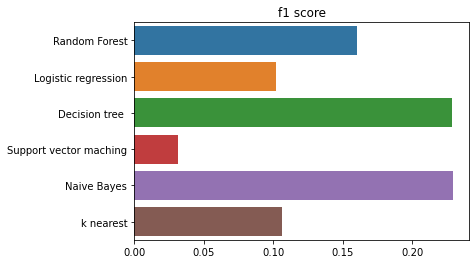 f1 score
Random Forest
Logistic regression
Decision tree
Support vector maching
Naive Bayes
k nearest
0.00 0.05 0.10 0.15 0.20